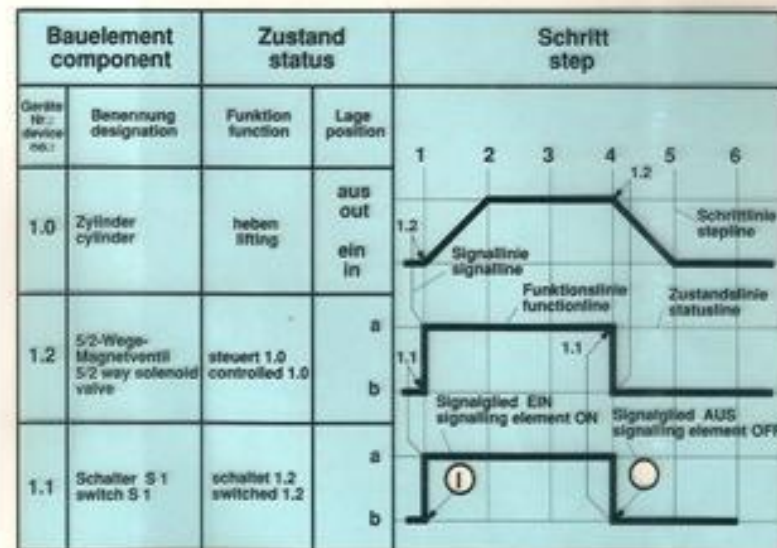 Bauelement
component
Zustand
status
Schritt
step
Geräte
Nr.:
device
no.:
Benennung
designation
Funktion
function
Lage
position
1 2 3 4 5 6
1.0
Zylinder
cylinder
heben
lifting
aus
out
ein
in
1.2
1.2
Schrittlinie
stepline
Signallinie
signalline
Funktionslinie
functionline
Zustandslinie
statusline
1.2
5/2-Wege-
Magnetventil
5/2 way solenoid
valve
steuert 1.0
controlled 1.0
a
b
1.1
1.1
Signalglied EIN
signalling element ON
Signalglied AUS
signalling element OFF
1.1
Schalter S 1
switch S 1
schaltet 1.2
switched 1.2
a
b
I